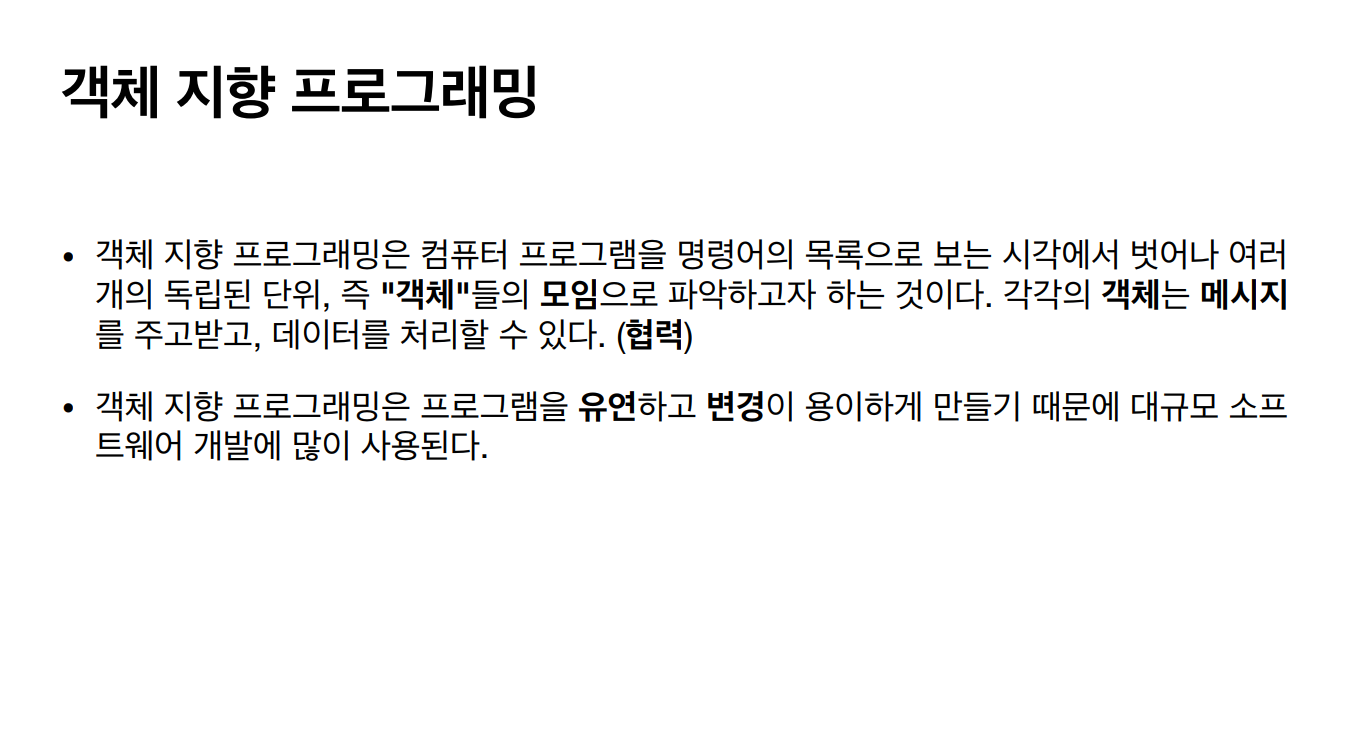 객체 지향 프로그래밍
• 객체 지향 프로그래밍은 컴퓨터 프로그램을 명령어의 목록으로 보는 시각에서 벗어나 여러
개의 독립된 단위, 즉 "객체"들의 모임으로 파악하고자 하는 것이다. 각각의 객체는 메시지
를 주고받고, 데이터를 처리할 수 있다. (협력)
• 객체 지향 프로그래밍은 프로그램을 유연하고 변경이 용이하게 만들기 때문에 대규모 소프
트웨어 개발에 많이 사용된다.